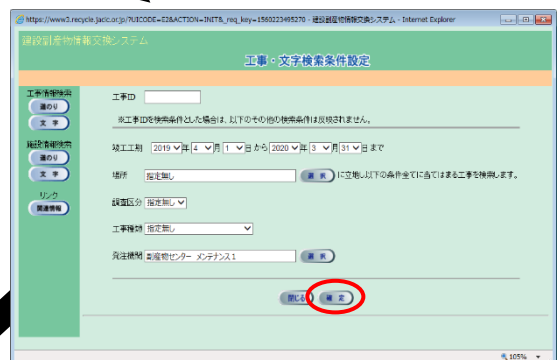 https://www3.recycle.jacic.or.jp/?UICODE=E2&ACTION=INIT&_req_key=1560223495270 - 建設副産物情報交換システム - Internet Explorer
建設副産物情報交換システム
工事・文字検索条件設定
工事情報検索
道のり
文 字
施設情報検索
道のり
文 字
リンク
関連情報
工事ID
※工事IDを検索条件とした場合は、以下のその他の検索条件は反映されません。
竣工工期 2019 年 4 月 1 日 から 2020 年 3 月 31 日 まで
場所 指定無し 選 択 に立地し以下の条件全てに当てはまる工事を検索します。
調査区分 指定無し
工事種類 指定無し
発注機関 副産物センター メンテナンス1 選 択
閉じる 確 定
105%